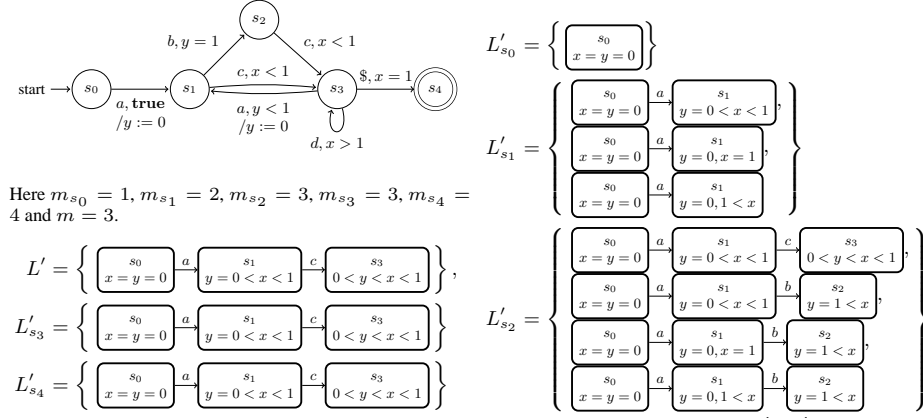 start
s₀
s₁
s₂
s₃
s₄
a, true
/y := 0
b, y = 1
c, x < 1
c, x < 1
a, y < 1
/y := 0
d, x > 1
$, x = 1
Here m_{s₀} = 1, m_{s₁} = 2, m_{s₂} = 3, m_{s₃} = 3, m_{s₄} =
4 and m = 3.
L′ = { s₀ x = y = 0 a s₁ y = 0 < x < 1 c s₃ 0 < y < x < 1 } ,
L′_{s₃} = { s₀ x = y = 0 a s₁ y = 0 < x < 1 c s₃ 0 < y < x < 1 }
L′_{s₄} = { s₀ x = y = 0 a s₁ y = 0 < x < 1 c s₃ 0 < y < x < 1 }
L′_{s₀} = { s₀ x = y = 0 }
L′_{s₁} = { s₀ x = y = 0 a s₁ y = 0 < x < 1 ,
s₀ x = y = 0 a s₁ y = 0, x = 1 ,
s₀ x = y = 0 a s₁ y = 0, 1 < x }
L′_{s₂} = { s₀ x = y = 0 a s₁ y = 0 < x < 1 c s₃ 0 < y < x < 1 ,
s₀ x = y = 0 a s₁ y = 0 < x < 1 b s₂ y = 1 < x ,
s₀ x = y = 0 a s₁ y = 0, x = 1 b s₂ y = 1 < x ,
s₀ x = y = 0 a s₁ y = 0, 1 < x b s₂ y = 1 < x }